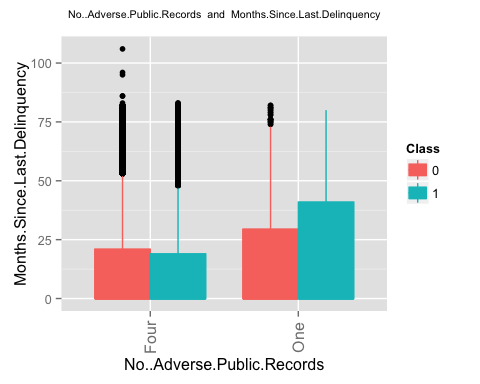 No..Adverse.Public.Records and Months.Since.Last.Delinquency
Months.Since.Last.Delinquency
100
75
50
25
0
Four
One
No..Adverse.Public.Records
Class
0
1